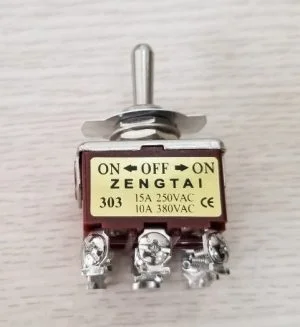 ON ← OFF → ON
ZENGTAI
303 15A 250VAC
10A 380VAC CE